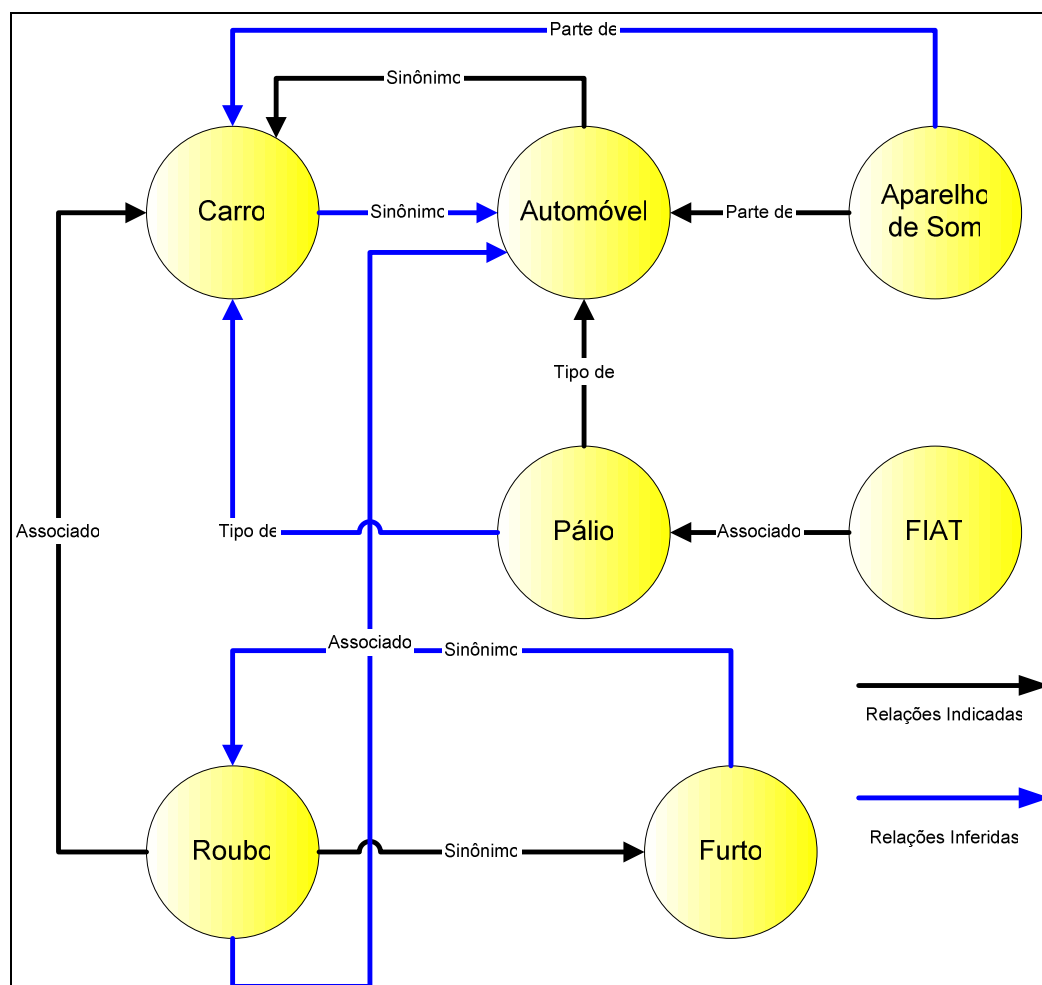 Parte de
Sinônimo
Carro
Sinônimo
Automóvel
Parte de
Aparelho
de Som
Tipo de
Associado
Tipo de
Pálio
Associado
FIAT
Associado
Sinônimo
Relações Indicadas
Roubo
Sinônimo
Furto
Relações Inferidas